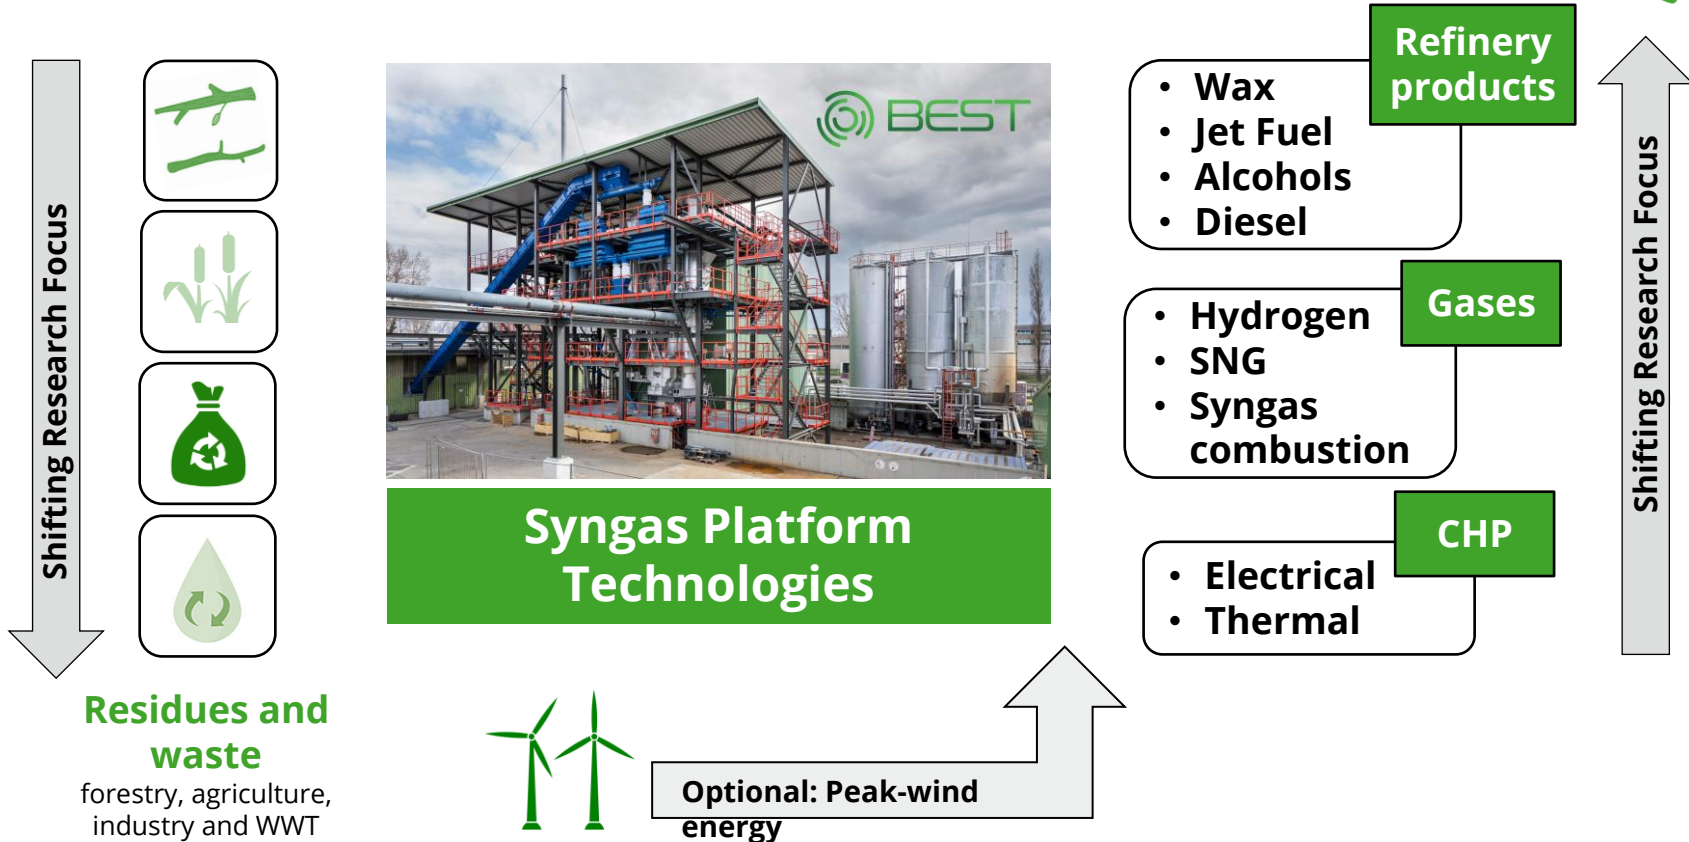 Shifting Research Focus
Residues and
waste
forestry, agriculture,
industry and WWT
BEST
Syngas Platform
Technologies
Optional: Peak-wind
energy
Refinery
products
• Wax
• Jet Fuel
• Alcohols
• Diesel
Gases
• Hydrogen
• SNG
• Syngas
combustion
CHP
• Electrical
• Thermal
Shifting Research Focus